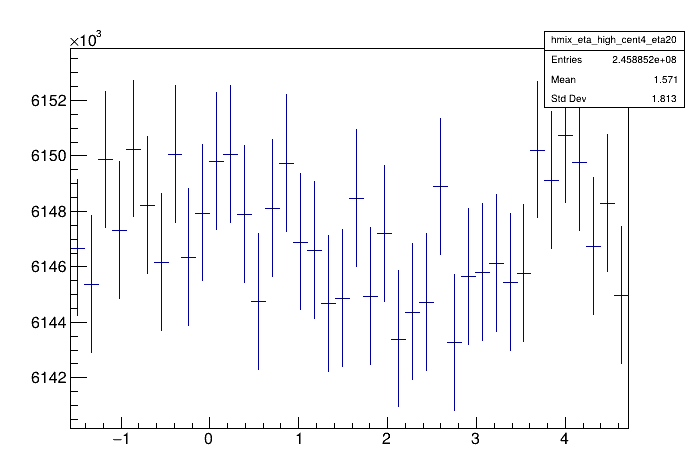 ×10³
hmix_eta_high_cent4_eta20
Entries 2.458852e+08
Mean 1.571
Std Dev 1.813
6152
6150
6148
6146
6144
6142
−1 0 1 2 3 4